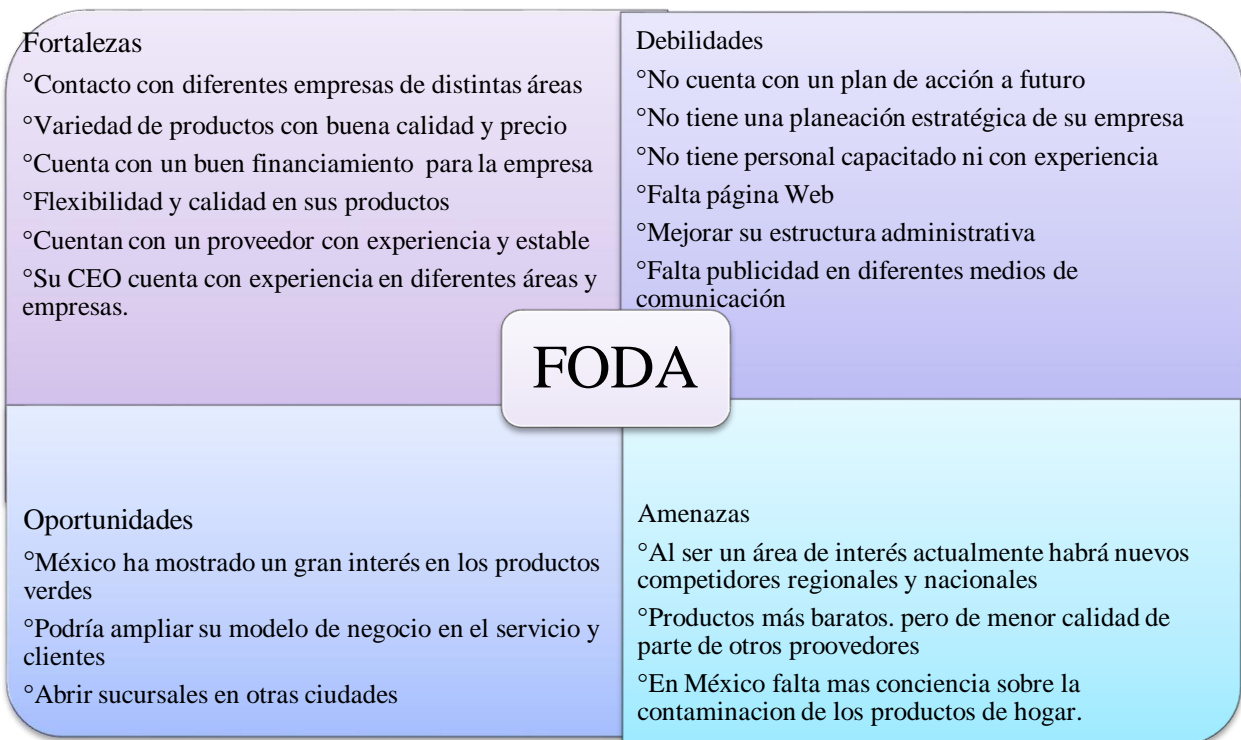 Fortalezas
°Contacto con diferentes empresas de distintas áreas
°Variedad de productos con buena calidad y precio
°Cuenta con un buen financiamiento para la empresa
°Flexibilidad y calidad en sus productos
°Cuentan con un proveedor con experiencia y estable
°Su CEO cuenta con experiencia en diferentes áreas y
empresas.
Debilidades
°No cuenta con un plan de acción a futuro
°No tiene una planeación estratégica de su empresa
°No tiene personal capacitado ni con experiencia
°Falta página Web
°Mejorar su estructura administrativa
°Falta publicidad en diferentes medios de
comunicación
FODA
Oportunidades
°México ha mostrado un gran interés en los productos
verdes
°Podría ampliar su modelo de negocio en el servicio y
clientes
°Abrir sucursales en otras ciudades
Amenazas
°Al ser un área de interés actualmente habrá nuevos
competidores regionales y nacionales
°Productos más baratos. pero de menor calidad de
parte de otros proovedores
°En México falta mas conciencia sobre la
contaminacion de los productos de hogar.